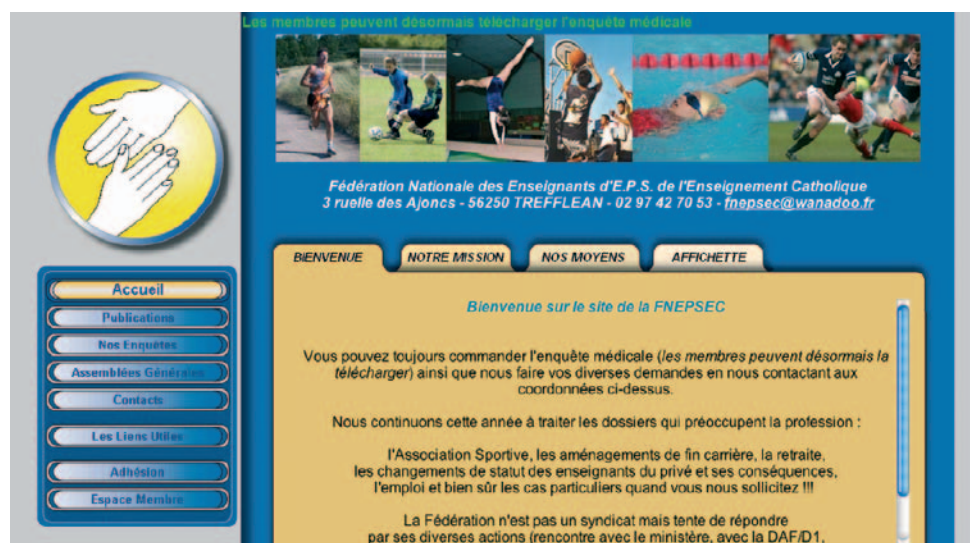 Les membres peuvent désormais télécharger l'enquête médicale
Fédération Nationale des Enseignants d'E.P.S. de l'Enseignement Catholique
3 ruelle des Ajoncs - 56250 TREFFLEAN - 02 97 42 70 53 - fnepsec@wanadoo.fr
BIENVENUE
NOTRE MISSION
NOS MOYENS
AFFICHETTE
Accueil
Publications
Nos Enquêtes
Assemblées Générales
Contacts
Les Liens Utiles
Adhésion
Espace Membre
Bienvenue sur le site de la FNEPSEC
Vous pouvez toujours commander l'enquête médicale (les membres peuvent désormais la
télécharger) ainsi que nous faire vos diverses demandes en nous contactant aux
coordonnées ci-dessus.
Nous continuons cette année à traiter les dossiers qui préoccupent la profession :
l'Association Sportive, les aménagements de fin carrière, la retraite,
les changements de statut des enseignants du privé et ses conséquences,
l'emploi et bien sûr les cas particuliers quand vous nous sollicitez !!!
La Fédération n'est pas un syndicat mais tente de répondre
par ses diverses actions (rencontre avec le ministère, avec la DAF/D1,